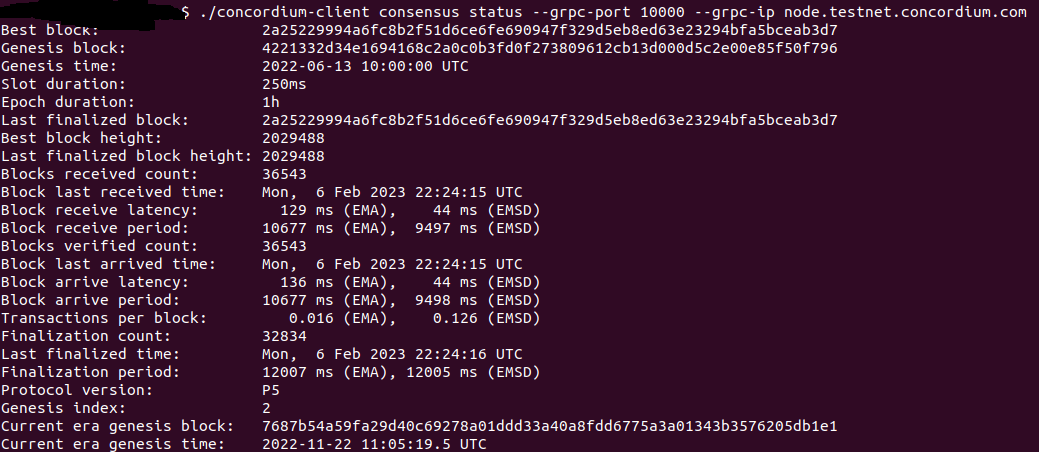 $ ./concordium-client consensus status --grpc-port 10000 --grpc-ip node.testnet.concordium.com
Best block: 2a25229994a6fc8b2f51d6ce6fe690947f329d5eb8ed63e23294bfa5bceab3d7
Genesis block: 4221332d34e1694168c2a0c0b3fd0f273809612cb13d000d5c2e00e85f50f796
Genesis time: 2022-06-13 10:00:00 UTC
Slot duration: 250ms
Epoch duration: 1h
Last finalized block: 2a25229994a6fc8b2f51d6ce6fe690947f329d5eb8ed63e23294bfa5bceab3d7
Best block height: 2029488
Last finalized block height: 2029488
Blocks received count: 36543
Block last received time: Mon,  6 Feb 2023 22:24:15 UTC
Block receive latency: 129 ms (EMA),    44 ms (EMSD)
Block receive period: 10677 ms (EMA),  9497 ms (EMSD)
Blocks verified count: 36543
Block last arrived time: Mon,  6 Feb 2023 22:24:15 UTC
Block arrive latency: 136 ms (EMA),    44 ms (EMSD)
Block arrive period: 10677 ms (EMA),  9498 ms (EMSD)
Transactions per block: 0.016 (EMA),    0.126 (EMSD)
Finalization count: 32834
Last finalized time: Mon,  6 Feb 2023 22:24:16 UTC
Finalization period: 12007 ms (EMA), 12005 ms (EMSD)
Protocol version: P5
Genesis index: 2
Current era genesis block: 7687b54a59fa29d40c69278a01ddd33a40a8fdd6775a3a01343b3576205db1e1
Current era genesis time: 2022-11-22 11:05:19.5 UTC